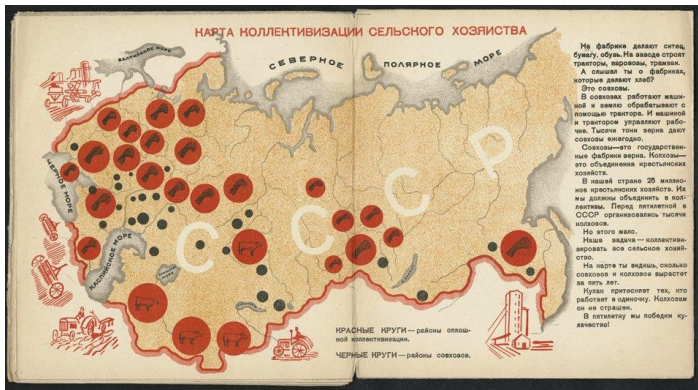 КАРТА КОЛЛЕКТИВИЗАЦИИ СЕЛЬСКОГО ХОЗЯЙСТВА
БАЛТИЙСКОЕ МОРЕ
СЕВЕРНОЕ ПОЛЯРНОЕ МОРЕ
ЧЕРНОЕ МОРЕ
КАСПИЙСКОЕ МОРЕ
СССР
КРАСНЫЕ КРУГИ — районы сплош-
ной коллективизации.
ЧЕРНЫЕ КРУГИ — районы совхозов.
На фабрике делают ситец,
бумагу, обувь. На заводе строят
тракторы, паровозы, трамваи.
А слышал ты о фабриках,
которые делают хлеб?
Это совхозы.
В совхозах работают маши-
ной и землю обрабатывают с
помощью трактора. И машиной
и трактором управляют рабо-
чие. Тысячи тонн зерна дают
совхозы ежегодно.
Совхозы—это государствен-
ные фабрики зерна. Колхозы—
это объединения крестьянских
хозяйств.
В нашей стране 25 миллио-
нов крестьянских хозяйств. Их
мы должны объединить в кол-
лективы. Перед пятилеткой в
СССР организовались тысячи
колхозов.
Но этого мало.
Наша задача—коллективи-
зировать все сельское хозяй-
ство.
На карте ты видишь, сколько
совхозов и колхозов вырастет
за пять лет.
Кулак притесняет тех, кто
работает в одиночку. Колхозам
он не страшен.
В пятилетку мы победим ку-
лачество!